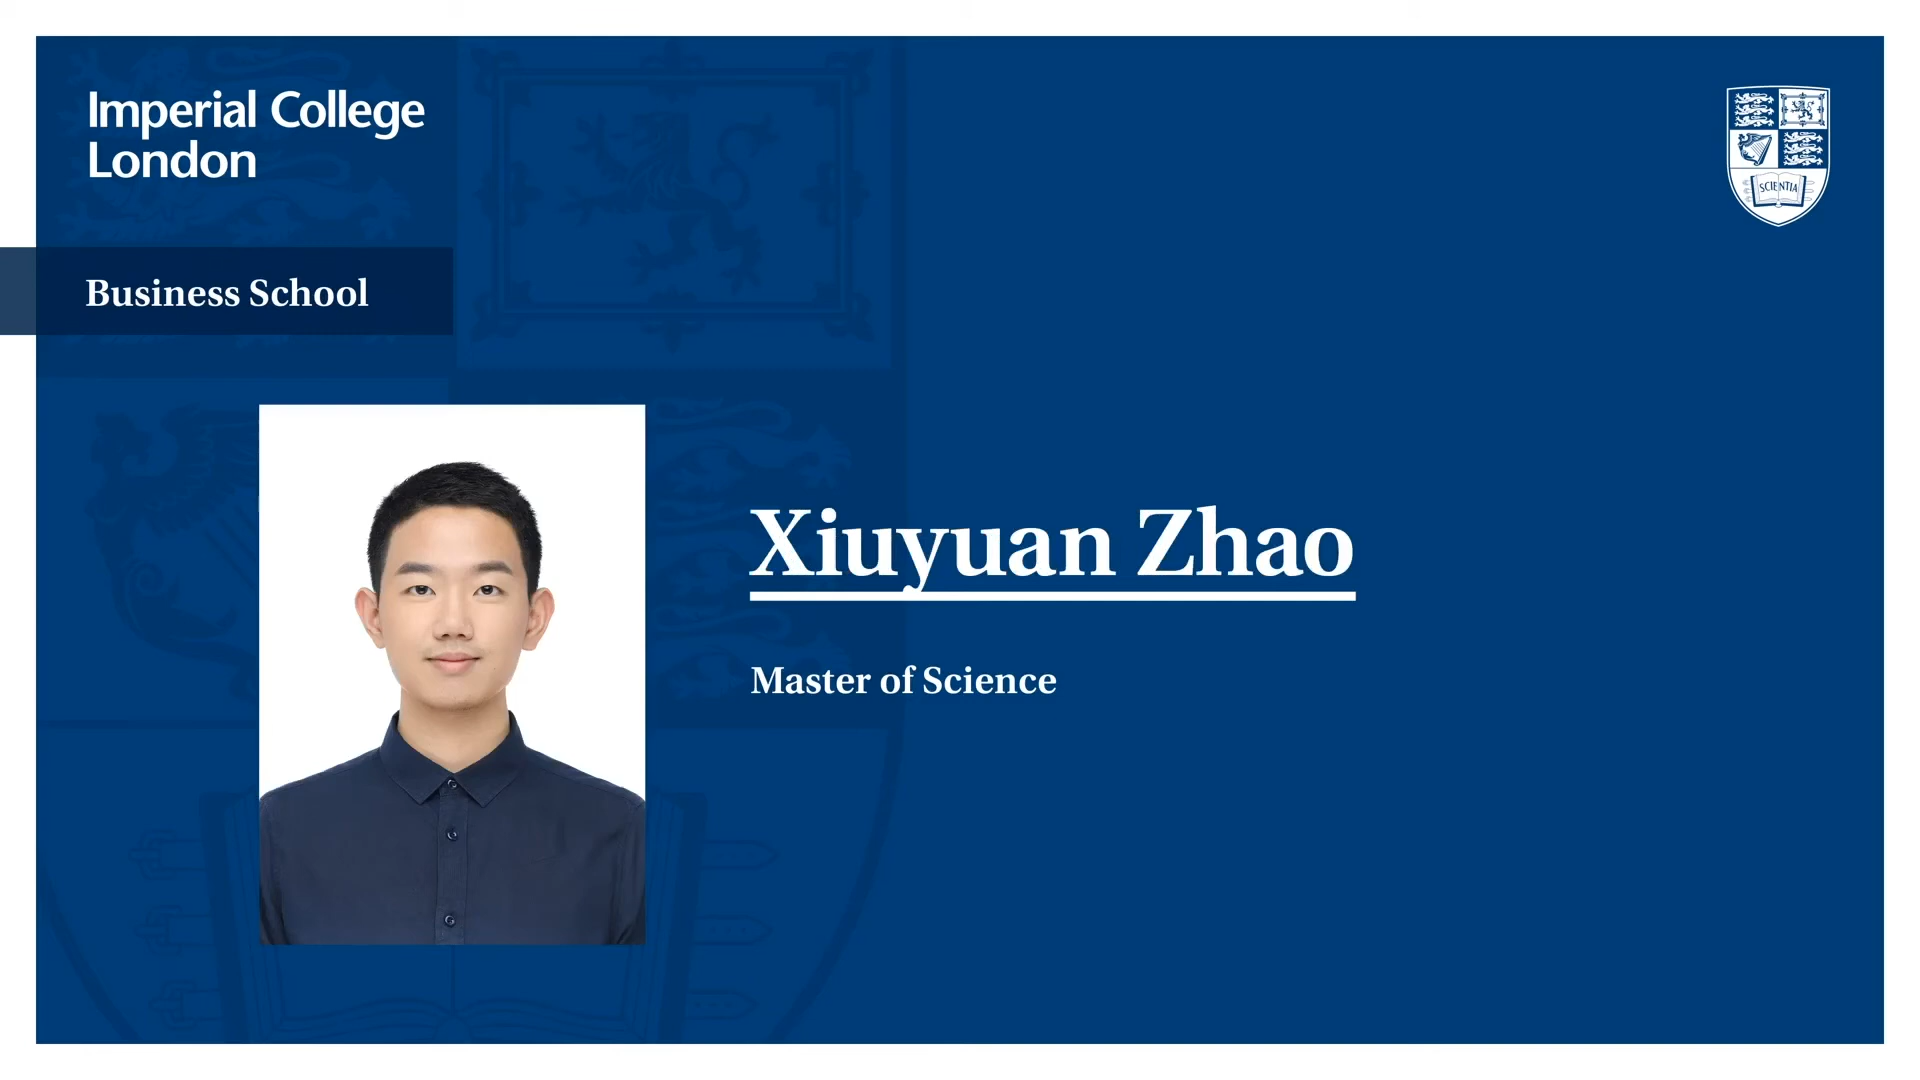 Imperial College
London
SCIENTIA
Business School
Xiuyuan Zhao
Master of Science